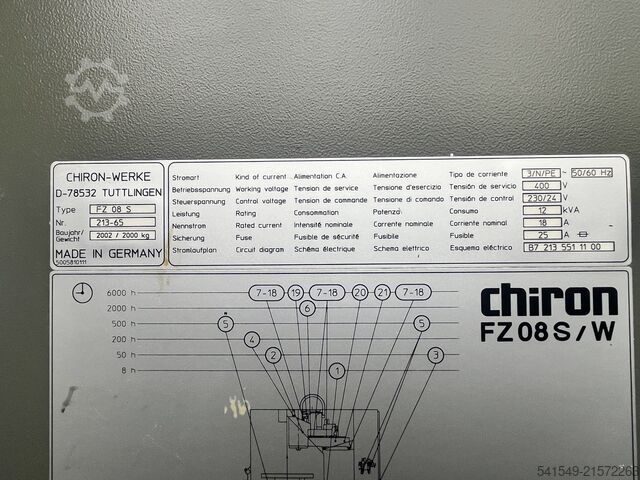 CHIRON-WERKE
D-78532 TUTTLINGEN
Type FZ 08 S
Nr. 213-65
Baujahr/ Gewicht 2002 / 2000 kg
MADE IN GERMANY
5005810111
Stromart Kind of current Alimentation C.A. Alimentazione Tipo de corriente 3/N/PE ~ 50/60 Hz
Betriebsspannung Working voltage Tension de service Tensione d'esercizio Tensión de servicio 400 V
Steuerspannung Control voltage Tension de commande Tensione di comando Tensión de control 230/24 V
Leistung Rating Consommation Potenza Consumo 12 kVA
Nennstrom Rated current Intensité nominale Corrente nominale Corriente nominal 18 A
Sicherung Fuse Fusible de sécurité Fusibile Fusible 25 A
Stromlaufplan Circuit diagram Schéma électrique Schema elettrico Esquema eléctrico 87 213 551 11 00
chiron
FZ 08 S / W
6000 h 7-18 19 7-18 20 21 7-18
2000 h 6
500 h 5 5
200 h 4
50 h 2 3
8 h 1
541549-21572263